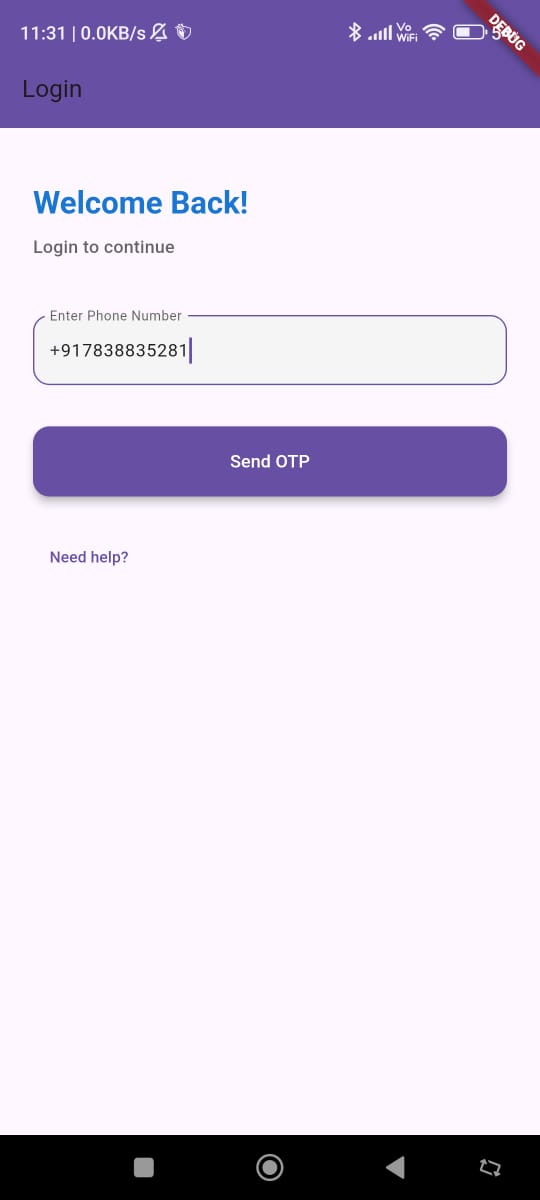 11:31 | 0.0KB/s
Vo
WiFi
DEBUG
Login
Welcome Back!
Login to continue
Enter Phone Number
+917838835281
Send OTP
Need help?